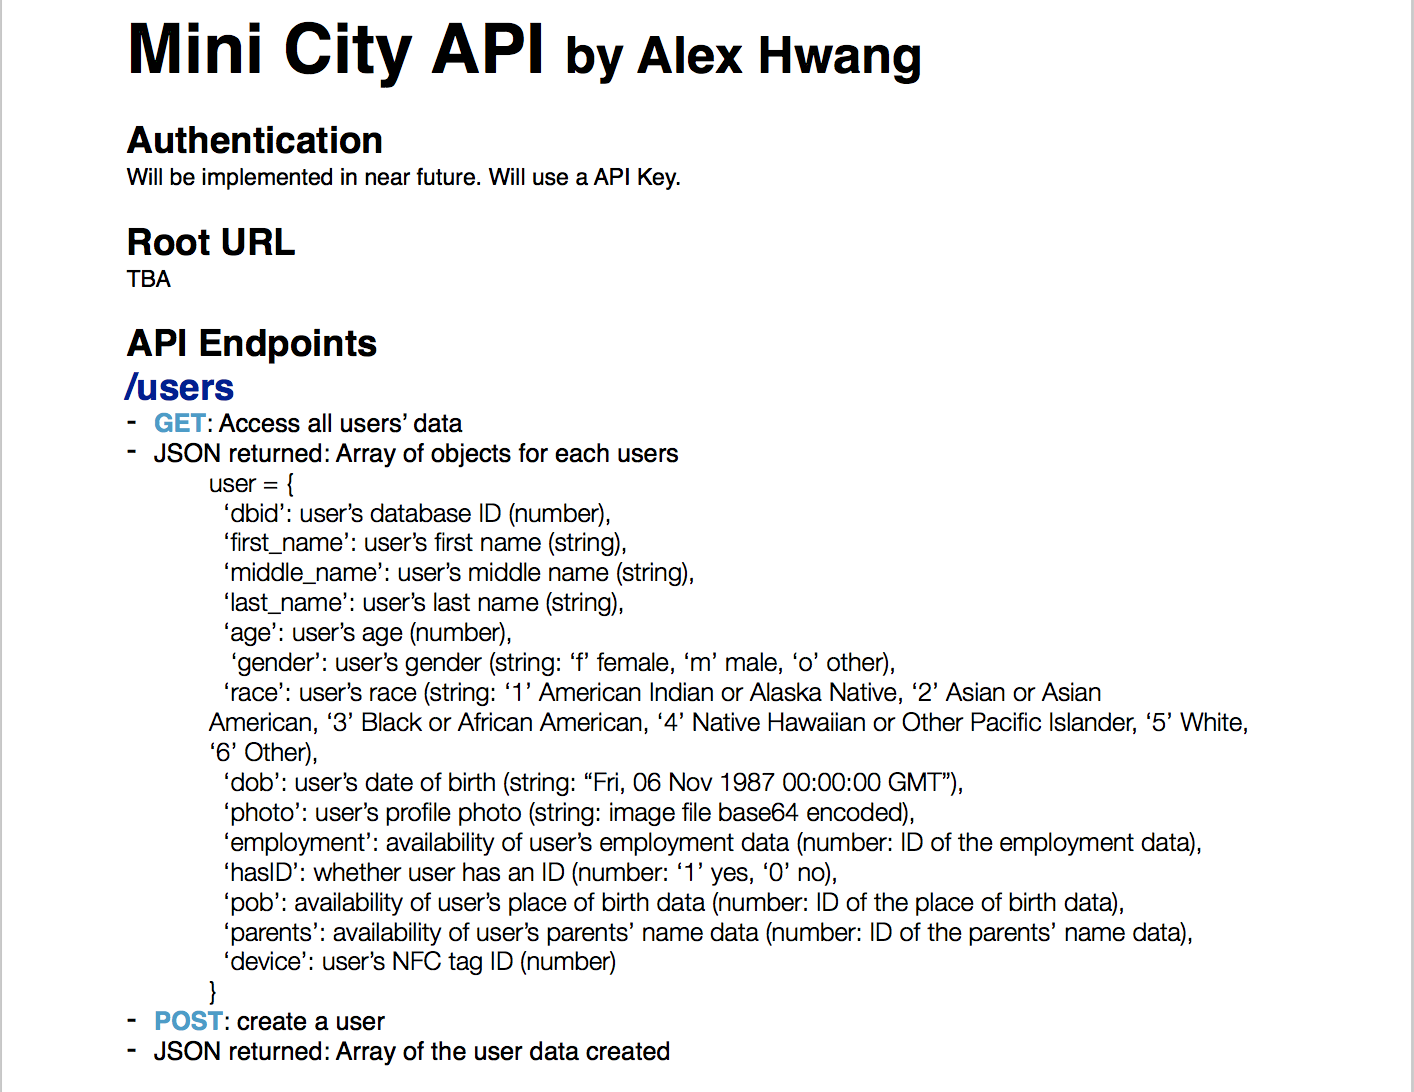 Mini City API by Alex Hwang
Authentication
Will be implemented in near future. Will use a API Key.
Root URL
TBA
API Endpoints
/users
- GET: Access all users’ data
- JSON returned: Array of objects for each users
user = {
‘dbid’: user’s database ID (number),
‘first_name’: user’s first name (string),
‘middle_name’: user’s middle name (string),
‘last_name’: user’s last name (string),
‘age’: user’s age (number),
‘gender’: user’s gender (string: ‘f’ female, ‘m’ male, ‘o’ other),
‘race’: user’s race (string: ‘1’ American Indian or Alaska Native, ‘2’ Asian or Asian
American, ‘3’ Black or African American, ‘4’ Native Hawaiian or Other Pacific Islander, ‘5’ White,
‘6’ Other),
‘dob’: user’s date of birth (string: “Fri, 06 Nov 1987 00:00:00 GMT”),
‘photo’: user’s profile photo (string: image file base64 encoded),
‘employment’: availability of user’s employment data (number: ID of the employment data),
‘hasID’: whether user has an ID (number: ‘1’ yes, ‘0’ no),
‘pob’: availability of user’s place of birth data (number: ID of the place of birth data),
‘parents’: availability of user’s parents’ name data (number: ID of the parents’ name data),
‘device’: user’s NFC tag ID (number)
}
- POST: create a user
- JSON returned: Array of the user data created